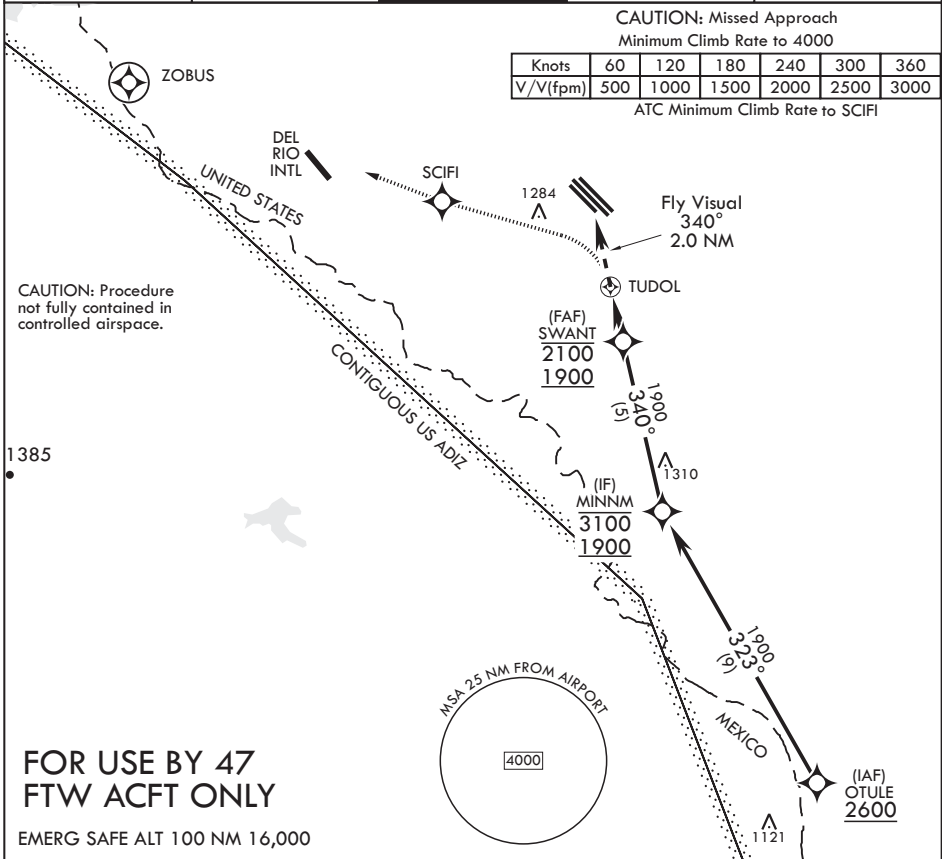 CAUTION: Missed Approach
Minimum Climb Rate to 4000
Knots 60 120 180 240 300 360
V/V(fpm) 500 1000 1500 2000 2500 3000
ATC Minimum Climb Rate to SCIFI
ZOBUS
DEL
RIO
INTL
SCIFI
1284
Fly Visual
340°
2.0 NM
UNITED STATES
TUDOL
CAUTION: Procedure
not fully contained in
controlled airspace.
(FAF)
SWANT
2100
1900
CONTIGUOUS US ADIZ
1900
340°
(5)
1385
1310
(IF)
MINNM
3100
1900
1900
323°
(9)
MSA 25 NM FROM AIRPORT
4000
MEXICO
(IAF)
OTULE
2600
1121
FOR USE BY 47
FTW ACFT ONLY
EMERG SAFE ALT 100 NM 16,000